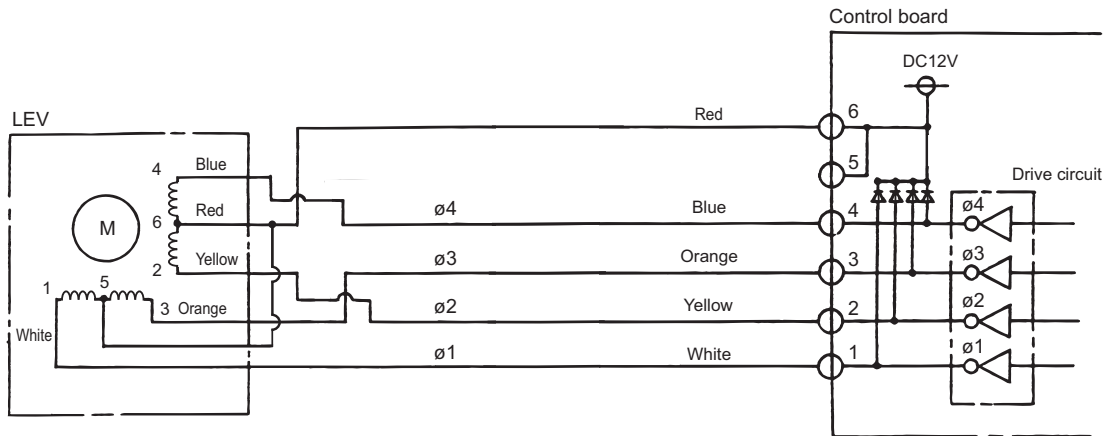 Control board
DC12V
LEV
Red
6
4
Blue
5
Drive circuit
6
Red
ø4
Blue
4
ø4
M
2
Yellow
ø3
Orange
3
ø3
1
5
3 Orange
ø2
Yellow
2
ø2
White
ø1
White
1
ø1